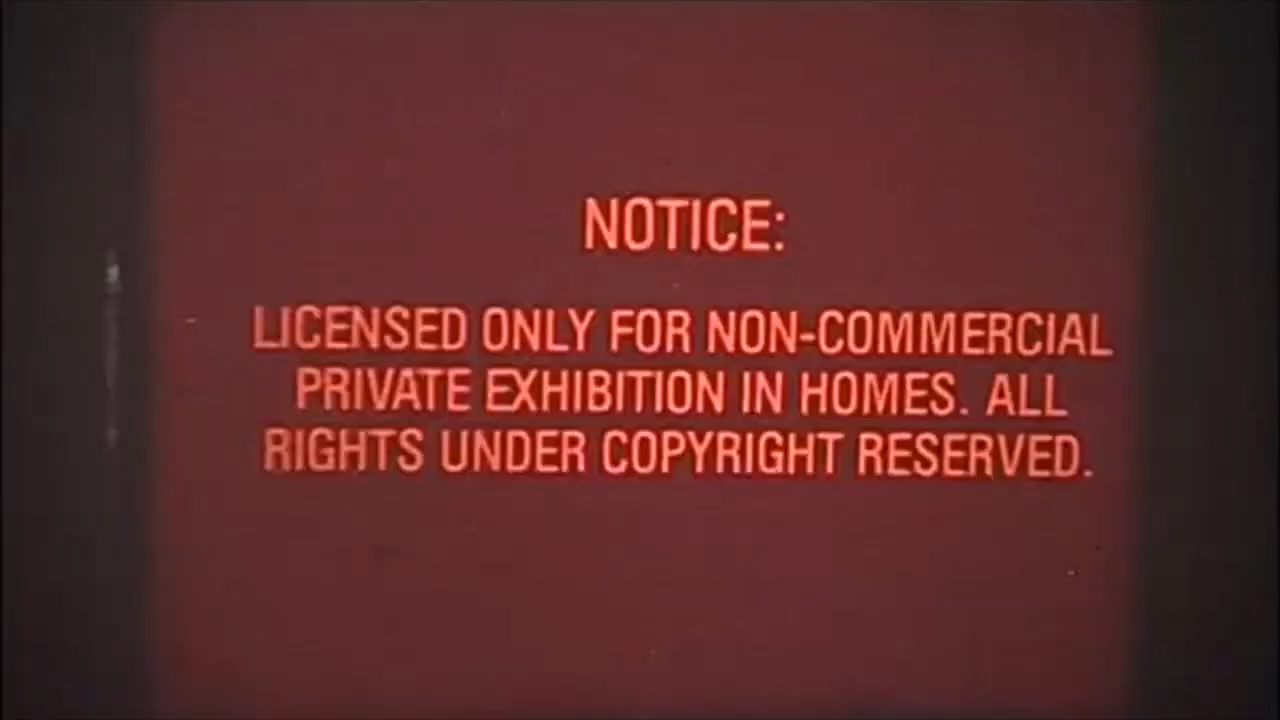 NOTICE:
LICENSED ONLY FOR NON-COMMERCIAL
PRIVATE EXHIBITION IN HOMES. ALL
RIGHTS UNDER COPYRIGHT RESERVED.